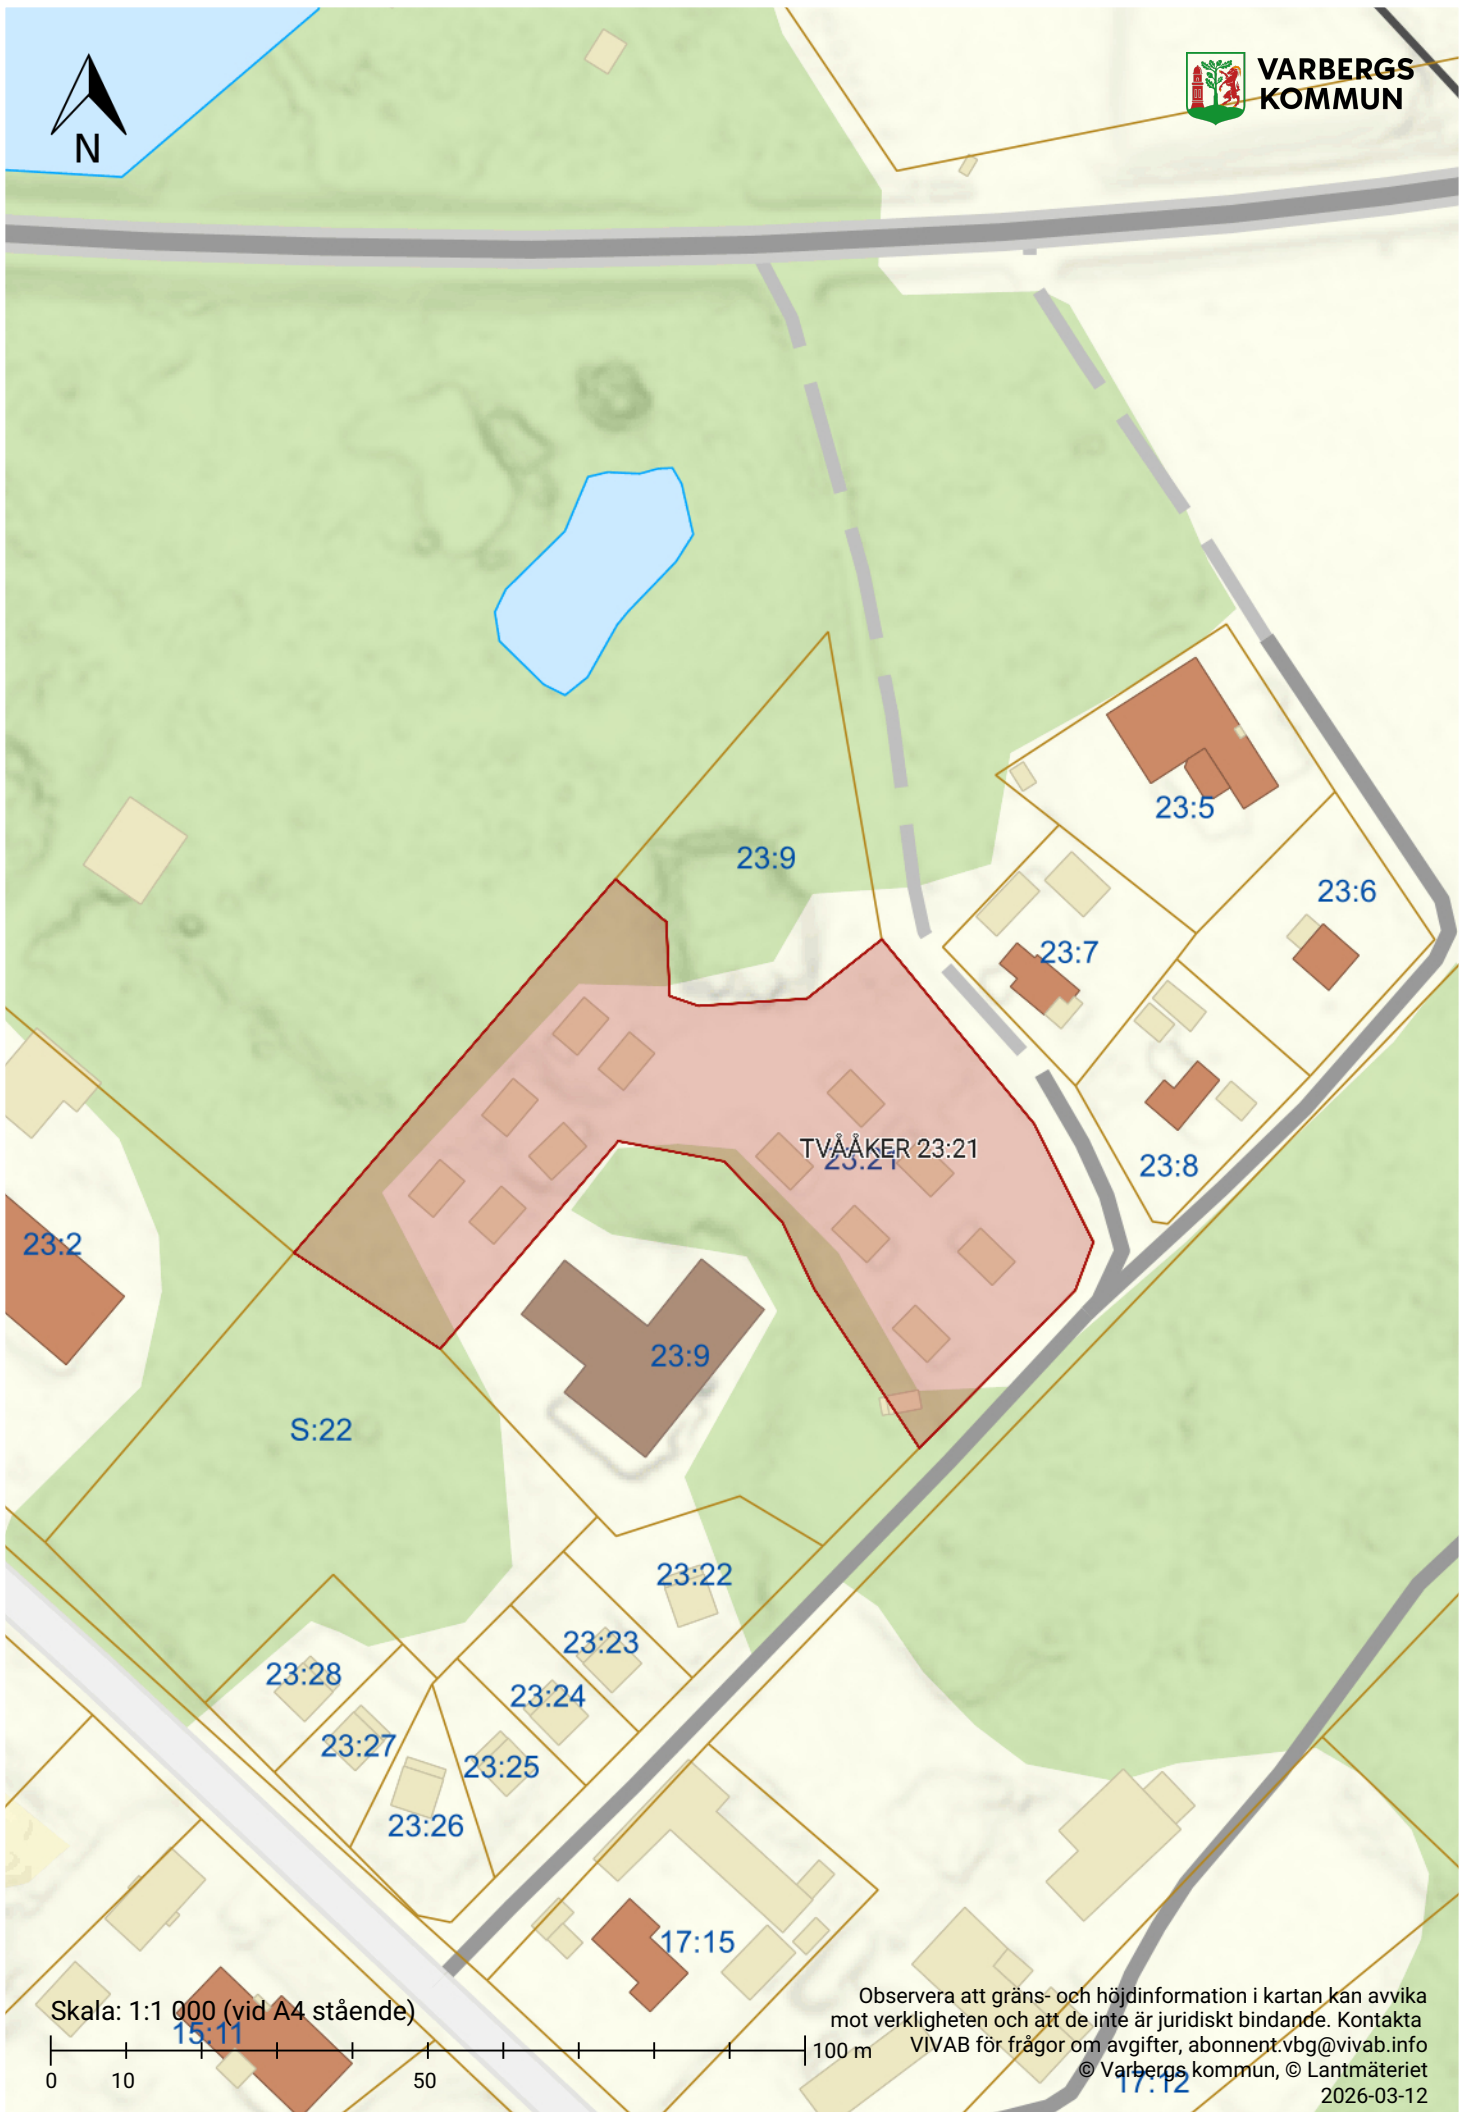 VARBERGS
KOMMUN
N
23:5
23:9
23:6
23:7
TVÅÅKER 23:21
23:21
23:8
23:2
23:9
S:22
23:22
23:23
23:28
23:24
23:27
23:25
23:26
17:15
Skala: 1:1 000 (vid A4 stående)
15:11
0 10 50 100 m
Observera att gräns- och höjdinformation i kartan kan avvika
mot verkligheten och att de inte är juridiskt bindande. Kontakta
VIVAB för frågor om avgifter, abonnent.vbg@vivab.info
© Varbergs kommun, © Lantmäteriet
17:12
2026-03-12